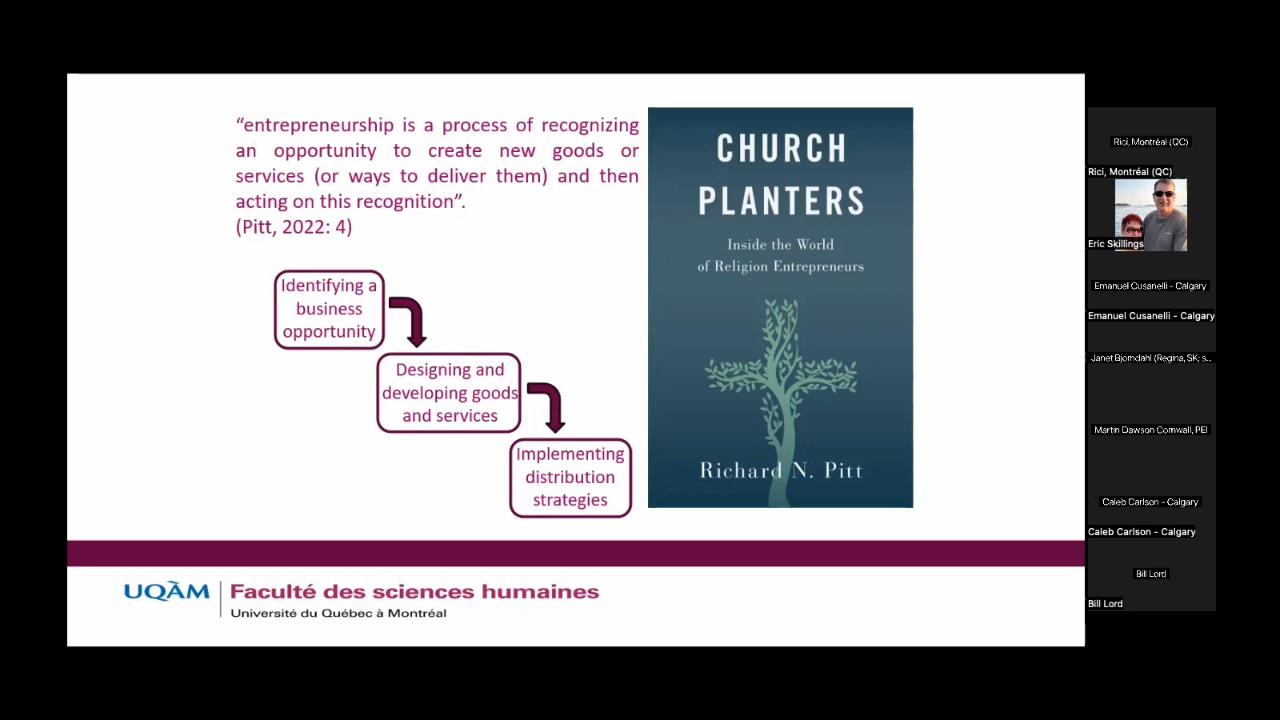 “entrepreneurship is a process of recognizing
an opportunity to create new goods or
services (or ways to deliver them) and then
acting on this recognition”.
(Pitt, 2022: 4)
Identifying a
business
opportunity
Designing and
developing goods
and services
Implementing
distribution
strategies
CHURCH
PLANTERS
Inside the World
of Religion Entrepreneurs
Richard N. Pitt
UQÀM
Faculté des sciences humaines
Université du Québec à Montréal
Rici, Montréal (QC)
Rici, Montréal (QC)
Eric Skillings
Emanuel Cusanelli - Calgary
Emanuel Cusanelli - Calgary
Janet Bjorndahl (Regina, SK; s...
Martin Dawson Cornwall, PEI
Caleb Carlson - Calgary
Caleb Carlson - Calgary
Bill Lord
Bill Lord